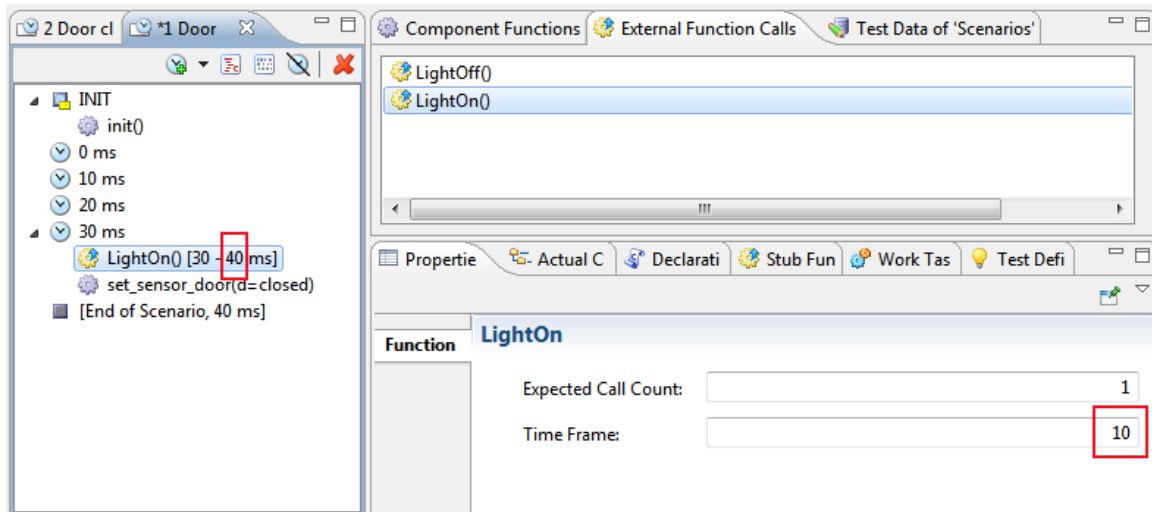 2 Door cl *1 Door
INIT
init()
0 ms
10 ms
20 ms
30 ms
LightOn() [30 - 40 ms]
set_sensor_door(d=closed)
[End of Scenario, 40 ms]
Component Functions External Function Calls Test Data of 'Scenarios'
LightOff()
LightOn()
Propertie Actual C Declarati Stub Fun Work Tas Test Defi
Function
LightOn
Expected Call Count: 1
Time Frame: 10